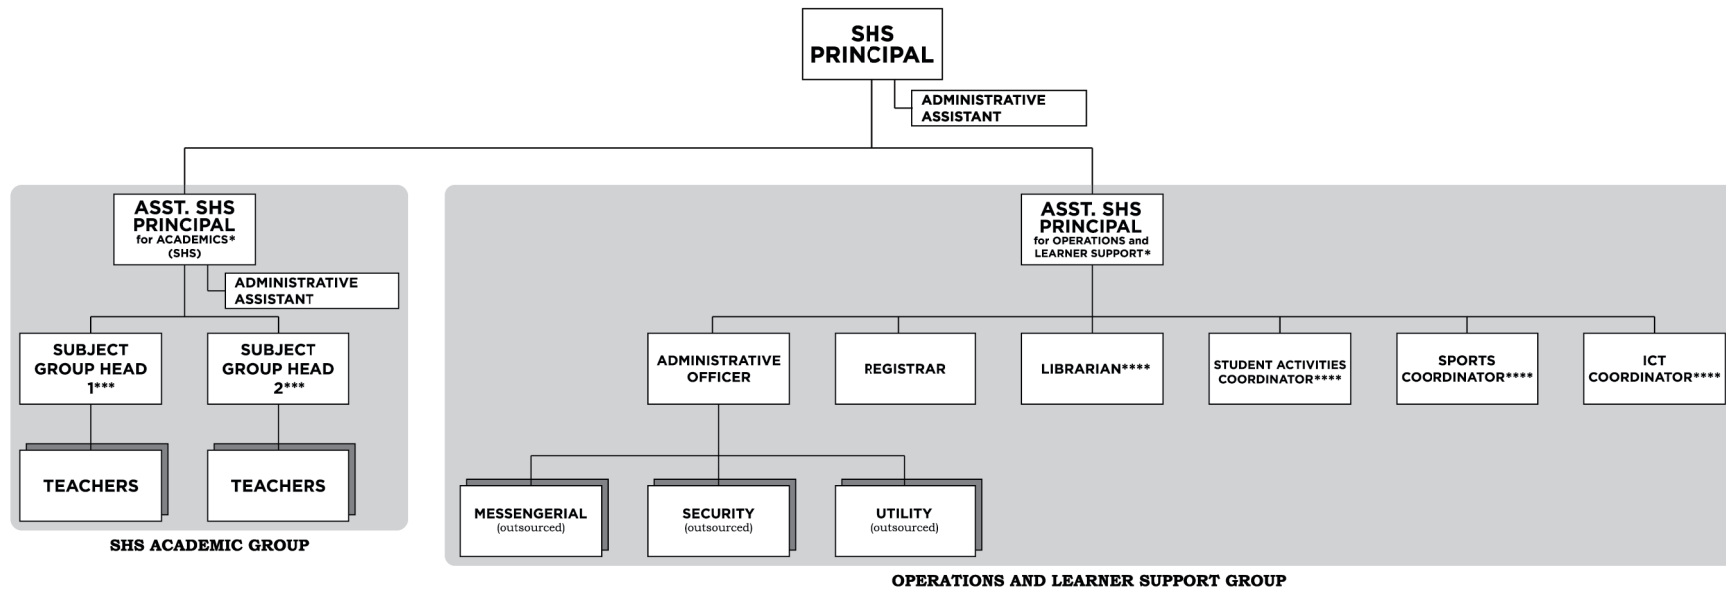 SHS
PRINCIPAL
ADMINISTRATIVE
ASSISTANT
ASST. SHS
PRINCIPAL
for ACADEMICS*
(SHS)
ADMINISTRATIVE
ASSISTANT
SUBJECT
GROUP HEAD
1***
SUBJECT
GROUP HEAD
2***
TEACHERS
TEACHERS
SHS ACADEMIC GROUP
ASST. SHS
PRINCIPAL
for OPERATIONS and
LEARNER SUPPORT*
ADMINISTRATIVE
OFFICER
REGISTRAR
LIBRARIAN****
STUDENT ACTIVITIES
COORDINATOR****
SPORTS
COORDINATOR****
ICT
COORDINATOR****
MESSENGERIAL
(outsourced)
SECURITY
(outsourced)
UTILITY
(outsourced)
OPERATIONS AND LEARNER SUPPORT GROUP